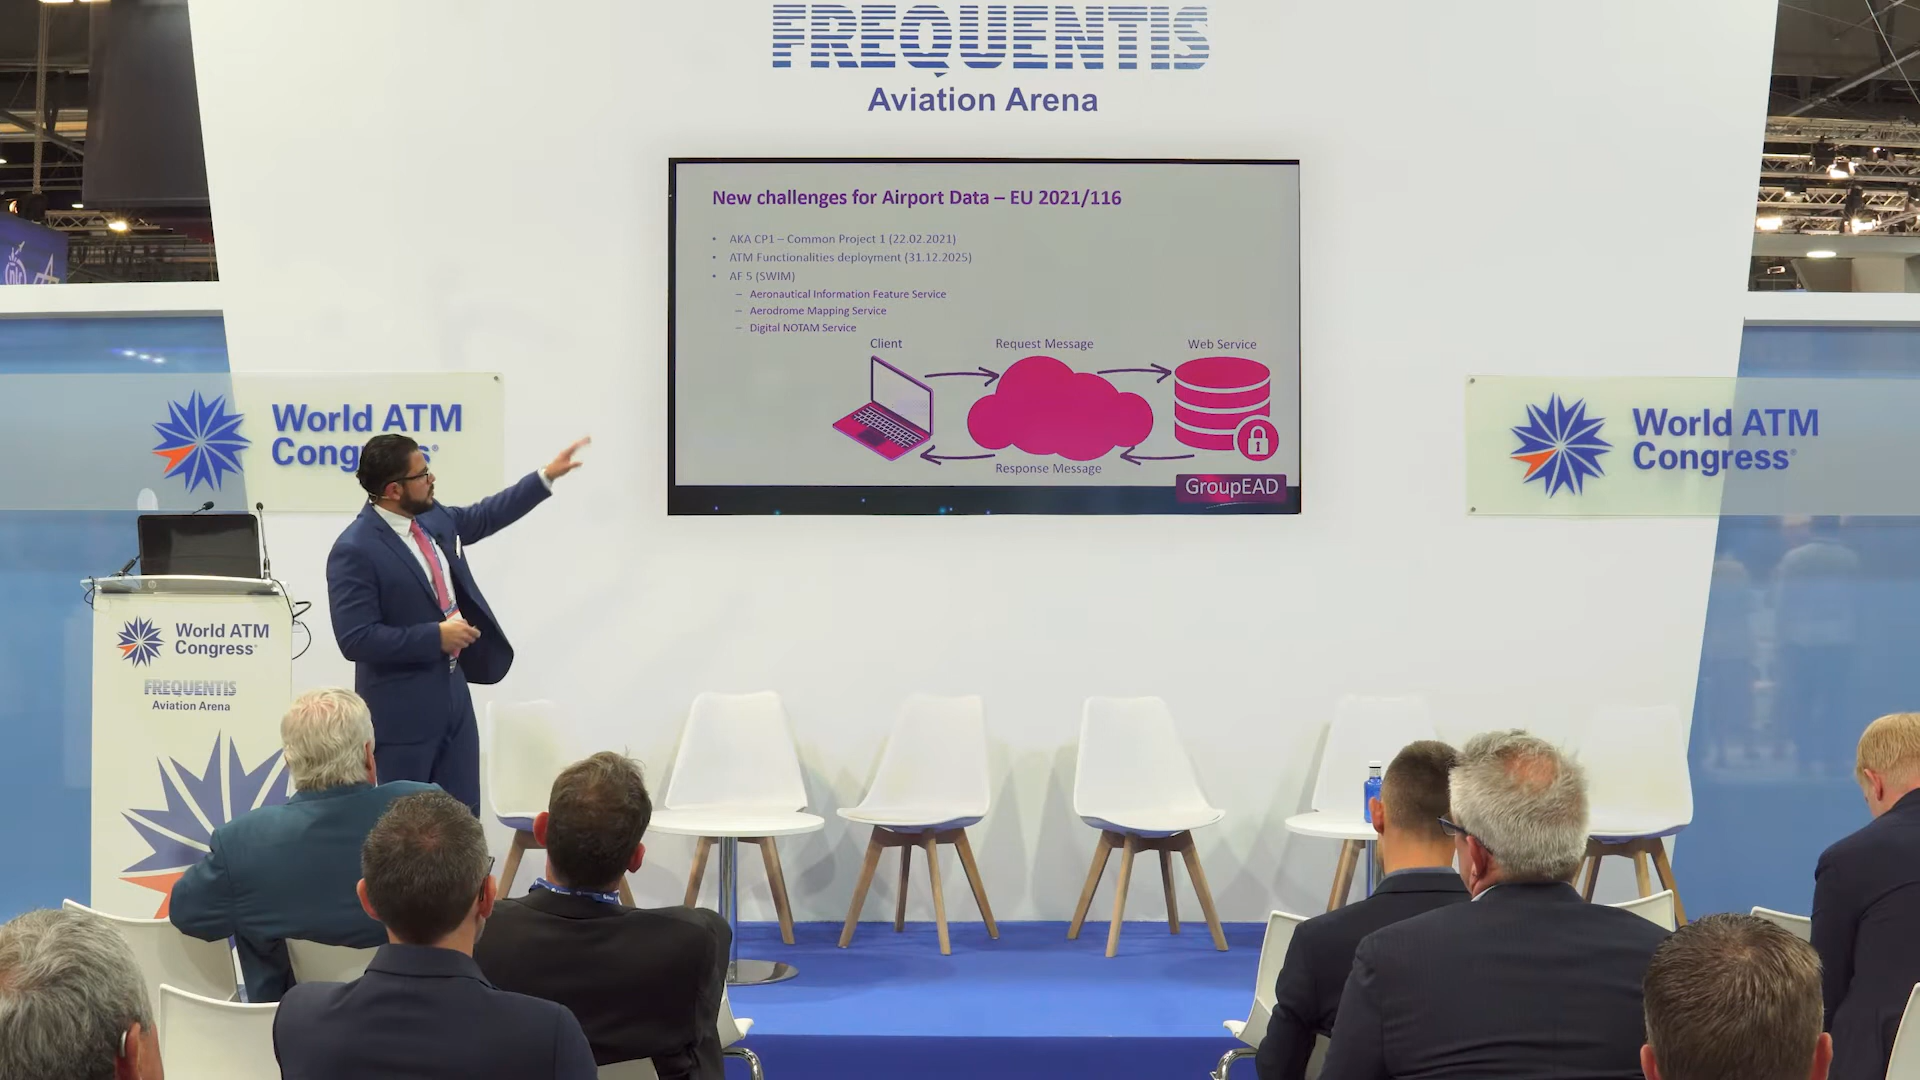 FREQUENTIS
Aviation Arena
New challenges for Airport Data – EU 2021/116
• AKA CP1 – Common Project 1 (22.02.2021)
• ATM Functionalities deployment (31.12.2025)
• AF 5 (SWIM)
– Aeronautical Information Feature Service
– Aerodrome Mapping Service
– Digital NOTAM Service
Client
Request Message
Web Service
Response Message
GroupEAD
World ATM
Congress
World ATM
Congress
World ATM
Congress
FREQUENTIS
Aviation Arena